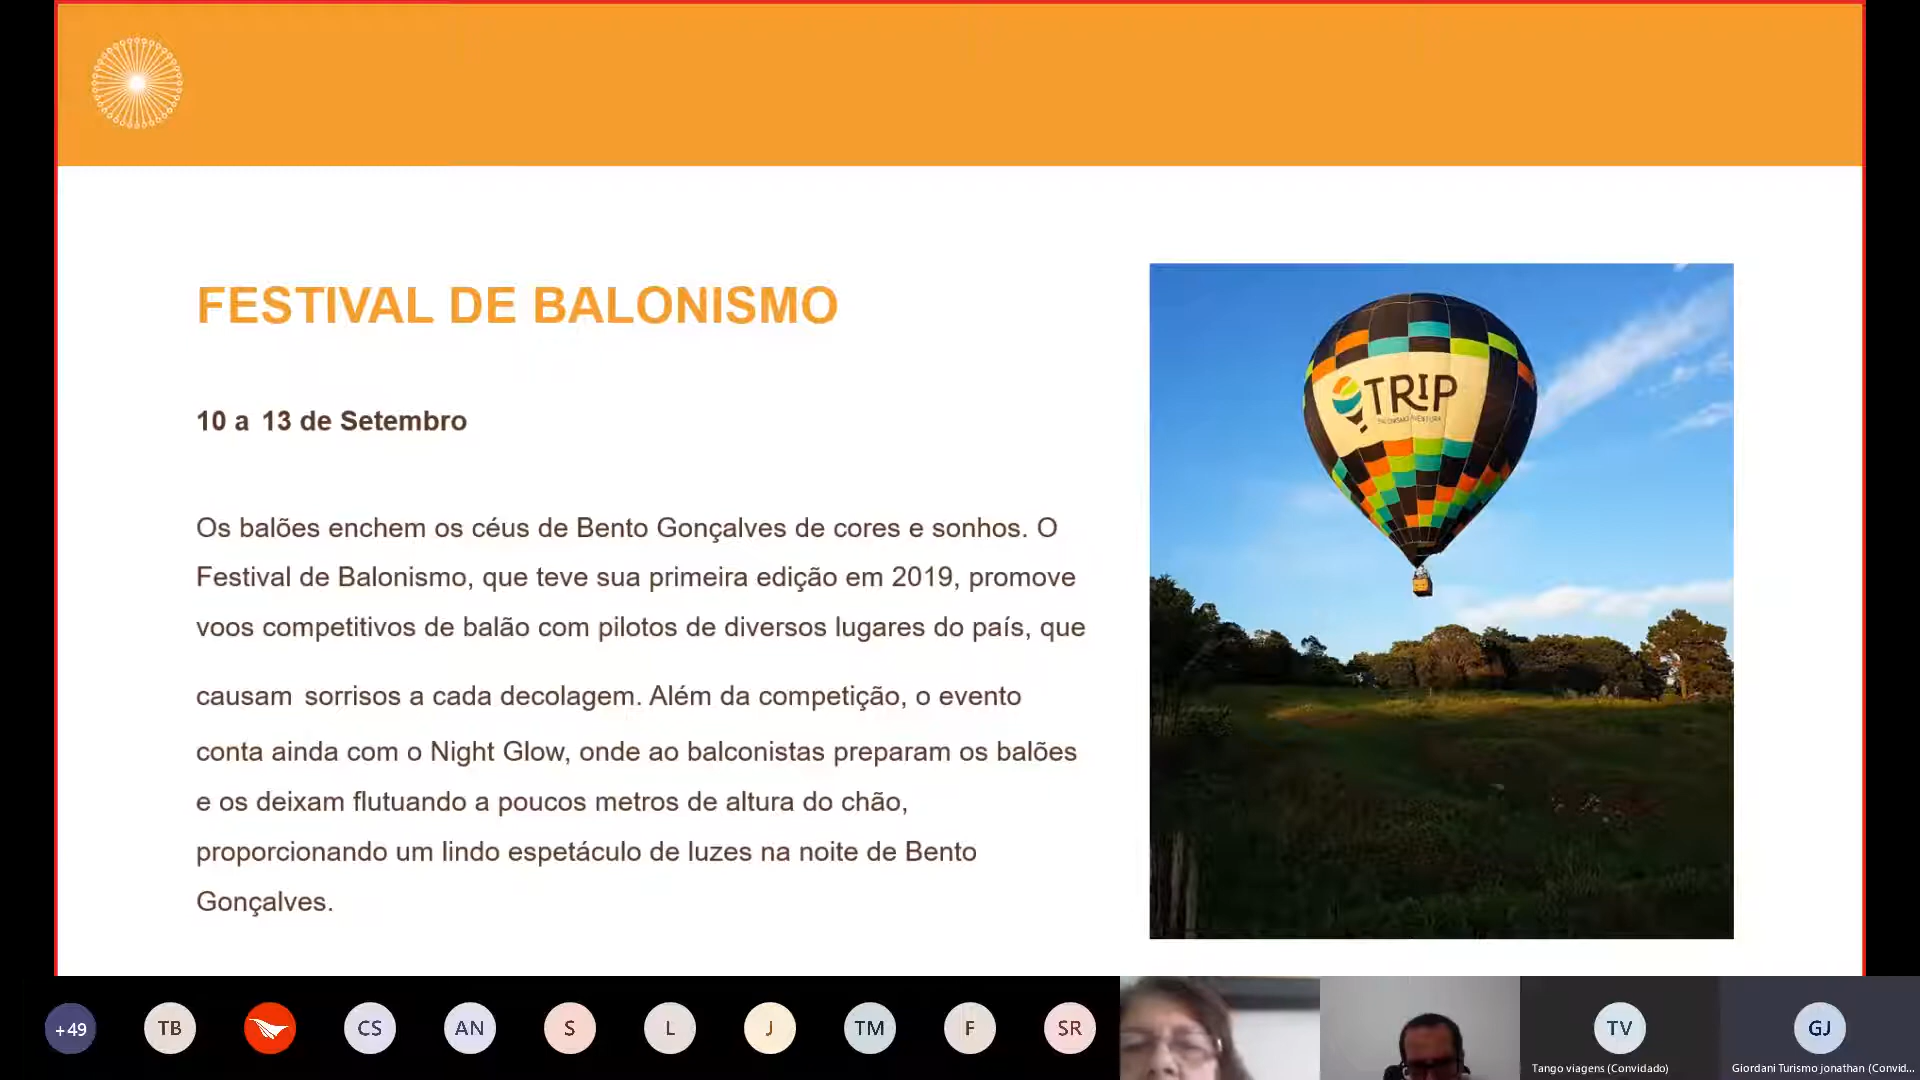 FESTIVAL DE BALONISMO
10 a 13 de Setembro
Os balões enchem os céus de Bento Gonçalves de cores e sonhos. O
Festival de Balonismo, que teve sua primeira edição em 2019, promove
voos competitivos de balão com pilotos de diversos lugares do país, que
causam sorrisos a cada decolagem. Além da competição, o evento
conta ainda com o Night Glow, onde ao balconistas preparam os balões
e os deixam flutuando a poucos metros de altura do chão,
proporcionando um lindo espetáculo de luzes na noite de Bento
Gonçalves.
TRIP
+49
TB
CS
AN
S
L
J
TM
F
SR
TV
GJ
Tango viagens (Convidado)
Giordani Turismo jonathan (Convid...